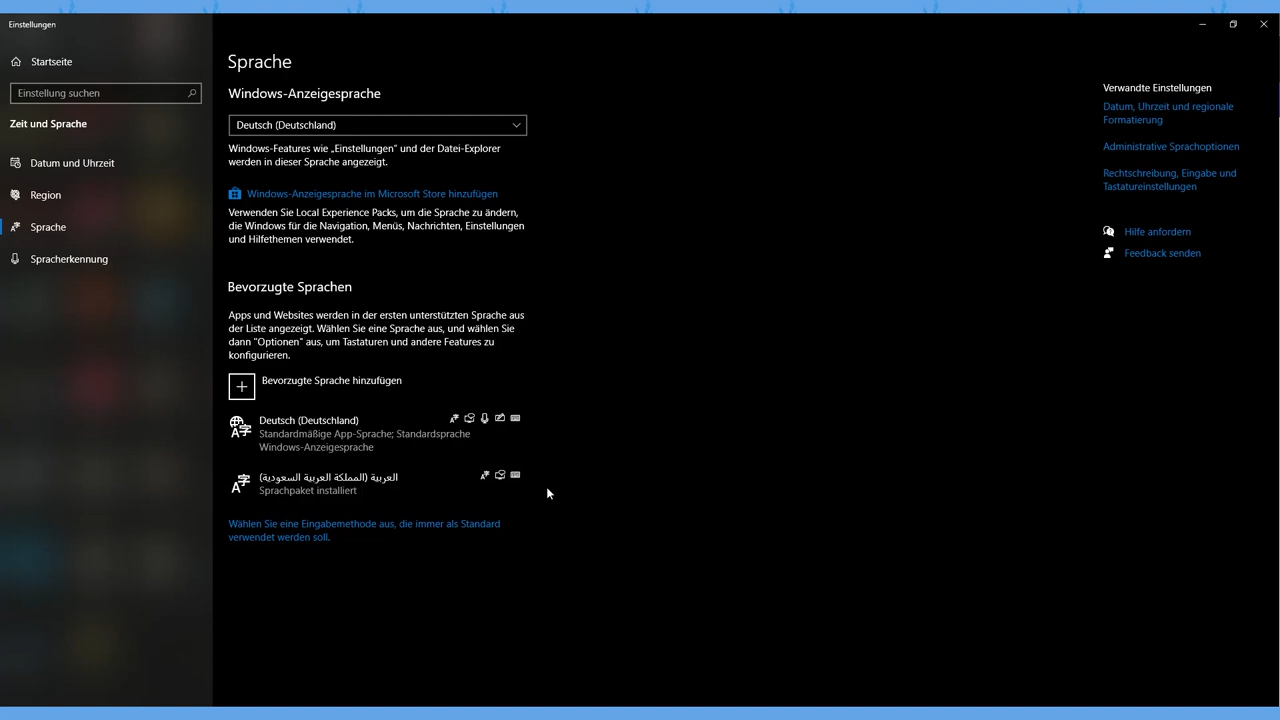 Einstellungen
Startseite
Einstellung suchen
Zeit und Sprache
Datum und Uhrzeit
Region
Sprache
Spracherkennung
Sprache
Windows-Anzeigesprache
Deutsch (Deutschland)
Windows-Features wie „Einstellungen“ und der Datei-Explorer
werden in dieser Sprache angezeigt.
Windows-Anzeigesprache im Microsoft Store hinzufügen
Verwenden Sie Local Experience Packs, um die Sprache zu ändern,
die Windows für die Navigation, Menüs, Nachrichten, Einstellungen
und Hilfethemen verwendet.
Bevorzugte Sprachen
Apps und Websites werden in der ersten unterstützten Sprache aus
der Liste angezeigt. Wählen Sie eine Sprache aus, und wählen Sie
dann "Optionen" aus, um Tastaturen und andere Features zu
konfigurieren.
Bevorzugte Sprache hinzufügen
Deutsch (Deutschland)
Standardmäßige App-Sprache; Standardsprache
Windows-Anzeigesprache
العربية (المملكة العربية السعودية)
Sprachpaket installiert
Wählen Sie eine Eingabemethode aus, die immer als Standard
verwendet werden soll.
Verwandte Einstellungen
Datum, Uhrzeit und regionale
Formatierung
Administrative Sprachoptionen
Rechtschreibung, Eingabe und
Tastatureinstellungen
Hilfe anfordern
Feedback senden